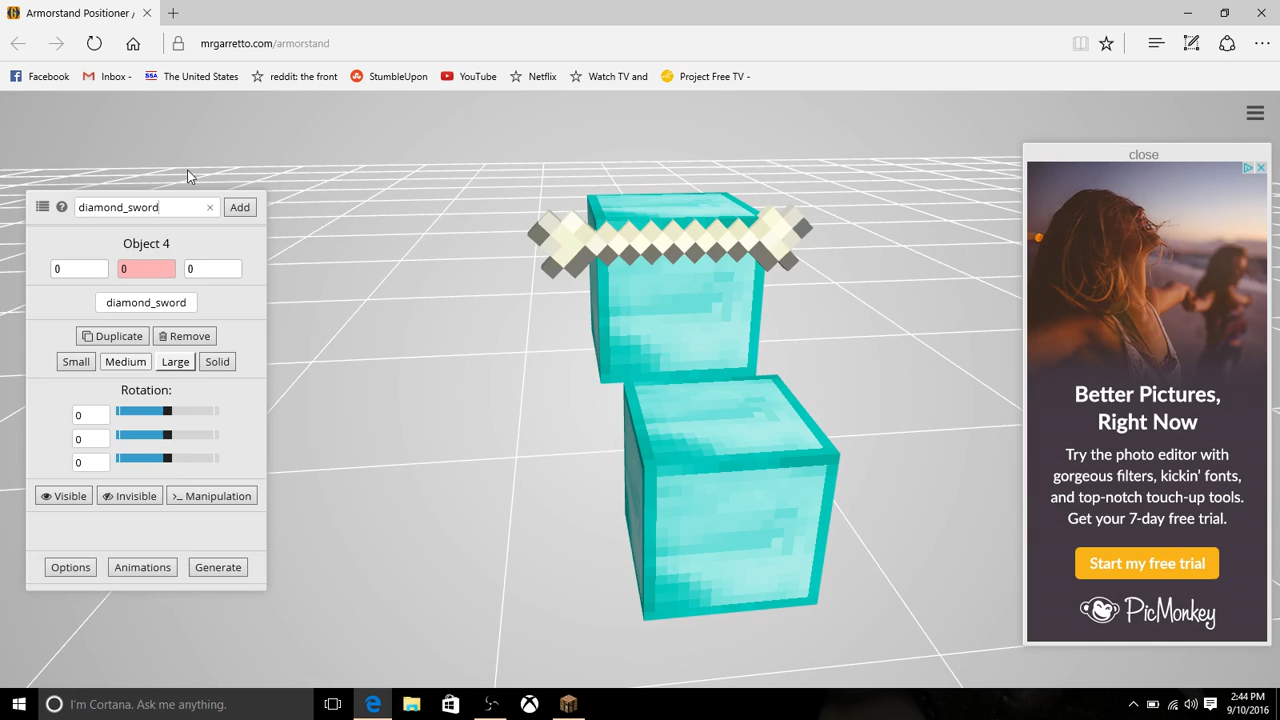 Armorstand Positioner /
mrgarretto.com/armorstand
Facebook
Inbox -
SSA
The United States
reddit: the front
StumbleUpon
YouTube
Netflix
Watch TV and
Project Free TV -
diamond_sword
Add
Object 4
0 0 0
diamond_sword
Duplicate
Remove
Small
Medium
Large
Solid
Rotation:
0
0
0
Visible
Invisible
Manipulation
Options
Animations
Generate
close
Better Pictures,
Right Now
Try the photo editor with
gorgeous filters, kickin' fonts,
and top-notch touch-up tools.
Get your 7-day free trial.
Start my free trial
PicMonkey
I'm Cortana. Ask me anything.
2:44 PM
9/10/2016